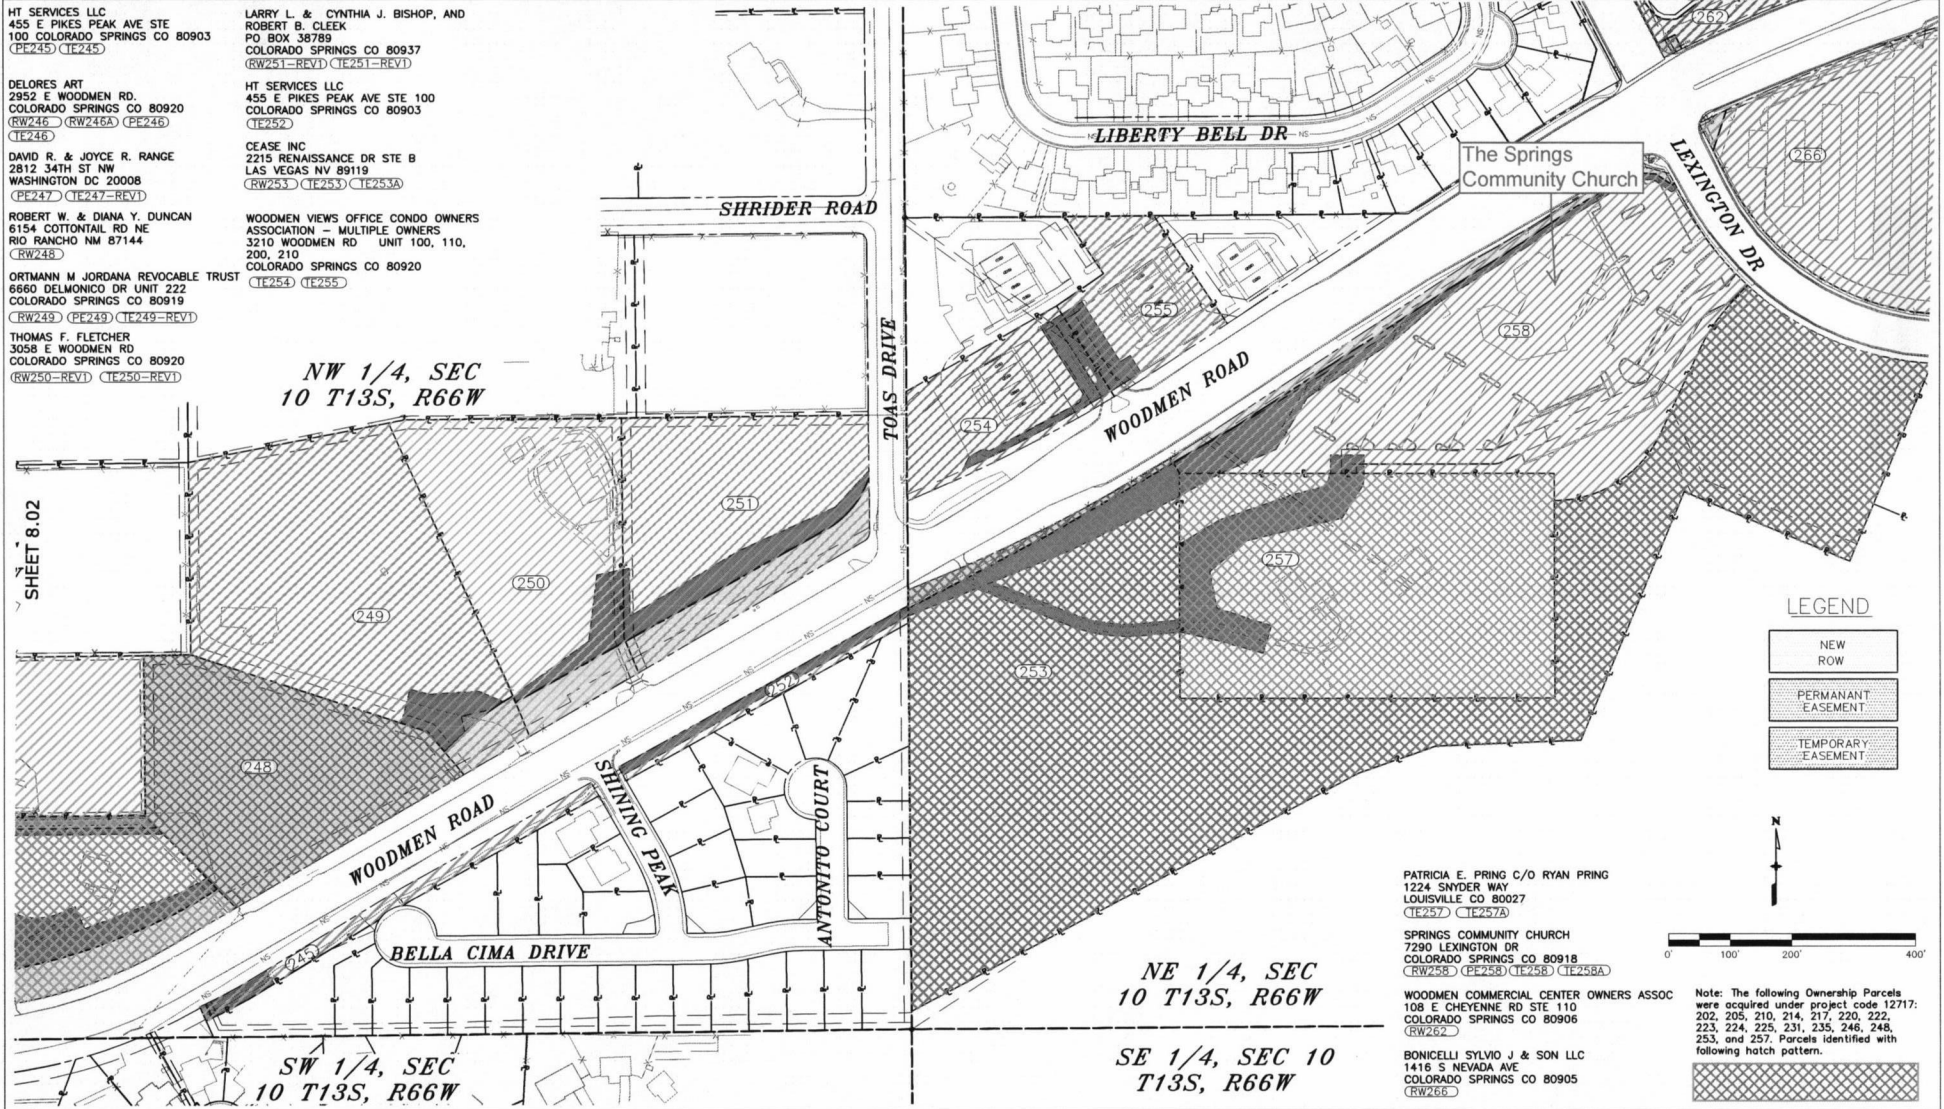 HT SERVICES LLC
455 E PIKES PEAK AVE STE
100 COLORADO SPRINGS CO 80903
PE245 TE245
DELORES ART
2952 E WOODMEN RD.
COLORADO SPRINGS CO 80920
RW246 RW246A PE246
TE246
DAVID R. & JOYCE R. RANGE
2812 34TH ST NW
WASHINGTON DC 20008
PE247 TE247-REV1
ROBERT W. & DIANA Y. DUNCAN
6154 COTTONTAIL RD NE
RIO RANCHO NM 87144
RW248
ORTMANN M JORDANA REVOCABLE TRUST
6660 DELMONICO DR UNIT 222
COLORADO SPRINGS CO 80919
RW249 PE249 TE249-REV1
THOMAS F. FLETCHER
3058 E WOODMEN RD
COLORADO SPRINGS CO 80920
RW250-REV1 TE250-REV1
LARRY L. & CYNTHIA J. BISHOP, AND
ROBERT B. CLEEK
PO BOX 38789
COLORADO SPRINGS CO 80937
RW251-REV1 TE251-REV1
HT SERVICES LLC
455 E PIKES PEAK AVE STE 100
COLORADO SPRINGS CO 80903
TE252
CEASE INC
2215 RENAISSANCE DR STE B
LAS VEGAS NV 89119
RW253 TE253 TE253A
WOODMEN VIEWS OFFICE CONDO OWNERS
ASSOCIATION - MULTIPLE OWNERS
3210 WOODMEN RD UNIT 100, 110,
200, 210
COLORADO SPRINGS CO 80920
TE254 TE255
NW 1/4, SEC
10 T13S, R66W
SHEET 8.02
SHRIDER ROAD
TOAS DRIVE
LIBERTY BELL DR
The Springs
Community Church
LEXINGTON DR
262
266
255
258
254
WOODMEN ROAD
251
250
249
257
253
252
248
245
WOODMEN ROAD
SHINING PEAK
ANTONITO COURT
BELLA CIMA DRIVE
SW 1/4, SEC
10 T13S, R66W
NE 1/4, SEC
10 T13S, R66W
SE 1/4, SEC 10
T13S, R66W
LEGEND
NEW
ROW
PERMANANT
EASEMENT
TEMPORARY
EASEMENT
N
0' 100' 200' 400'
PATRICIA E. PRING C/O RYAN PRING
1224 SNYDER WAY
LOUISVILLE CO 80027
TE257 TE257A
SPRINGS COMMUNITY CHURCH
7290 LEXINGTON DR
COLORADO SPRINGS CO 80918
RW258 PE258 TE258 TE258A
WOODMEN COMMERCIAL CENTER OWNERS ASSOC
108 E CHEYENNE RD STE 110
COLORADO SPRINGS CO 80906
RW262
BONICELLI SYLVIO J & SON LLC
1416 S NEVADA AVE
COLORADO SPRINGS CO 80905
RW266
Note: The following Ownership Parcels
were acquired under project code 12717:
202, 205, 210, 214, 217, 220, 222,
223, 224, 225, 231, 235, 246, 248,
253, and 257. Parcels identified with
following hatch pattern.